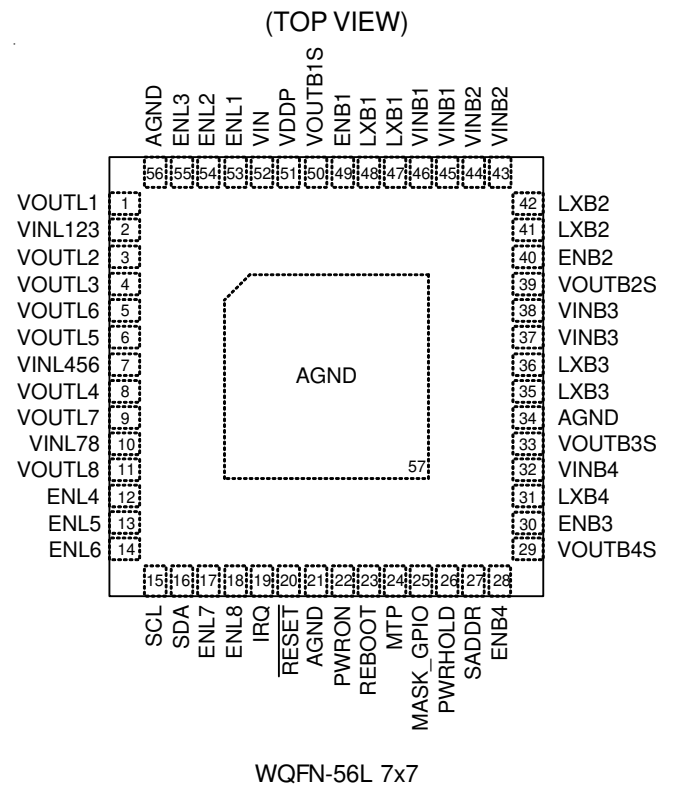 (TOP VIEW)
AGND
ENL3
ENL2
ENL1
VIN
VDDP
VOUTB1S
ENB1
LXB1
LXB1
VINB1
VINB1
VINB2
VINB2
56 55 54 53 52 51 50 49 48 47 46 45 44 43
VOUTL1 1
VINL123 2
VOUTL2 3
VOUTL3 4
VOUTL6 5
VOUTL5 6
VINL456 7
VOUTL4 8
VOUTL7 9
VINL78 10
VOUTL8 11
ENL4 12
ENL5 13
ENL6 14
AGND
57
42 LXB2
41 LXB2
40 ENB2
39 VOUTB2S
38 VINB3
37 VINB3
36 LXB3
35 LXB3
34 AGND
33 VOUTB3S
32 VINB4
31 LXB4
30 ENB3
29 VOUTB4S
15 16 17 18 19 20 21 22 23 24 25 26 27 28
SCL
SDA
ENL7
ENL8
IRQ
RESET
AGND
PWRON
REBOOT
MTP
MASK_GPIO
PWRHOLD
SADDR
ENB4
WQFN-56L 7x7